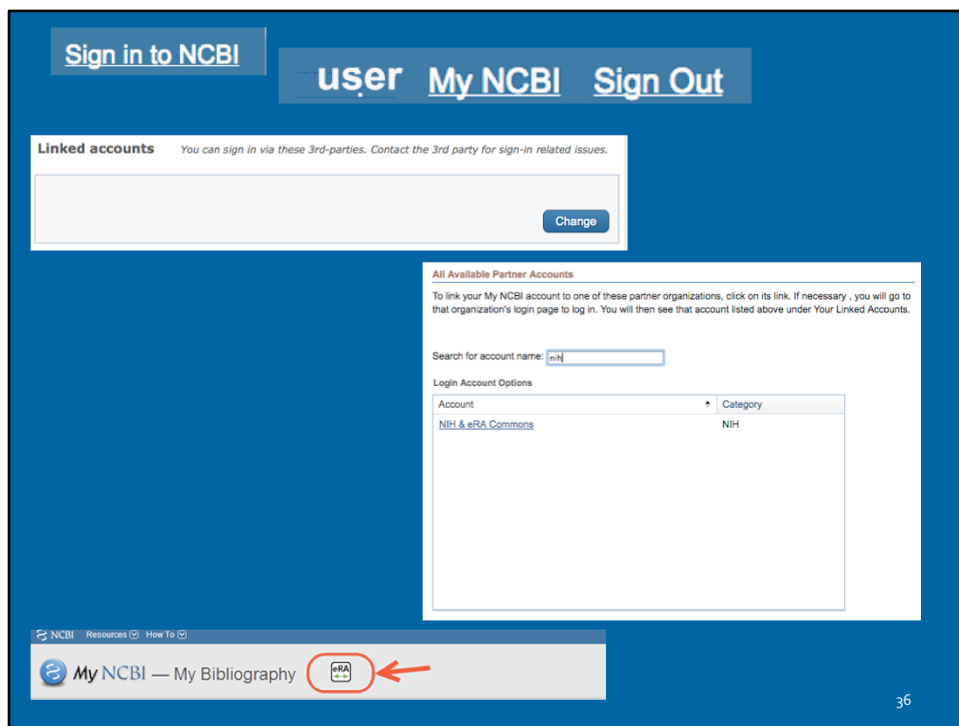 Sign in to NCBI
user My NCBI Sign Out
Linked accounts You can sign in via these 3rd-parties. Contact the 3rd party for sign-in related issues.
Change
All Available Partner Accounts
To link your My NCBI account to one of these partner organizations, click on its link. If necessary , you will go to
that organization's login page to log in. You will then see that account listed above under Your Linked Accounts.
Search for account name: nih
Login Account Options
Account Category
NIH & eRA Commons NIH
NCBI Resources How To
My NCBI — My Bibliography eRA
36